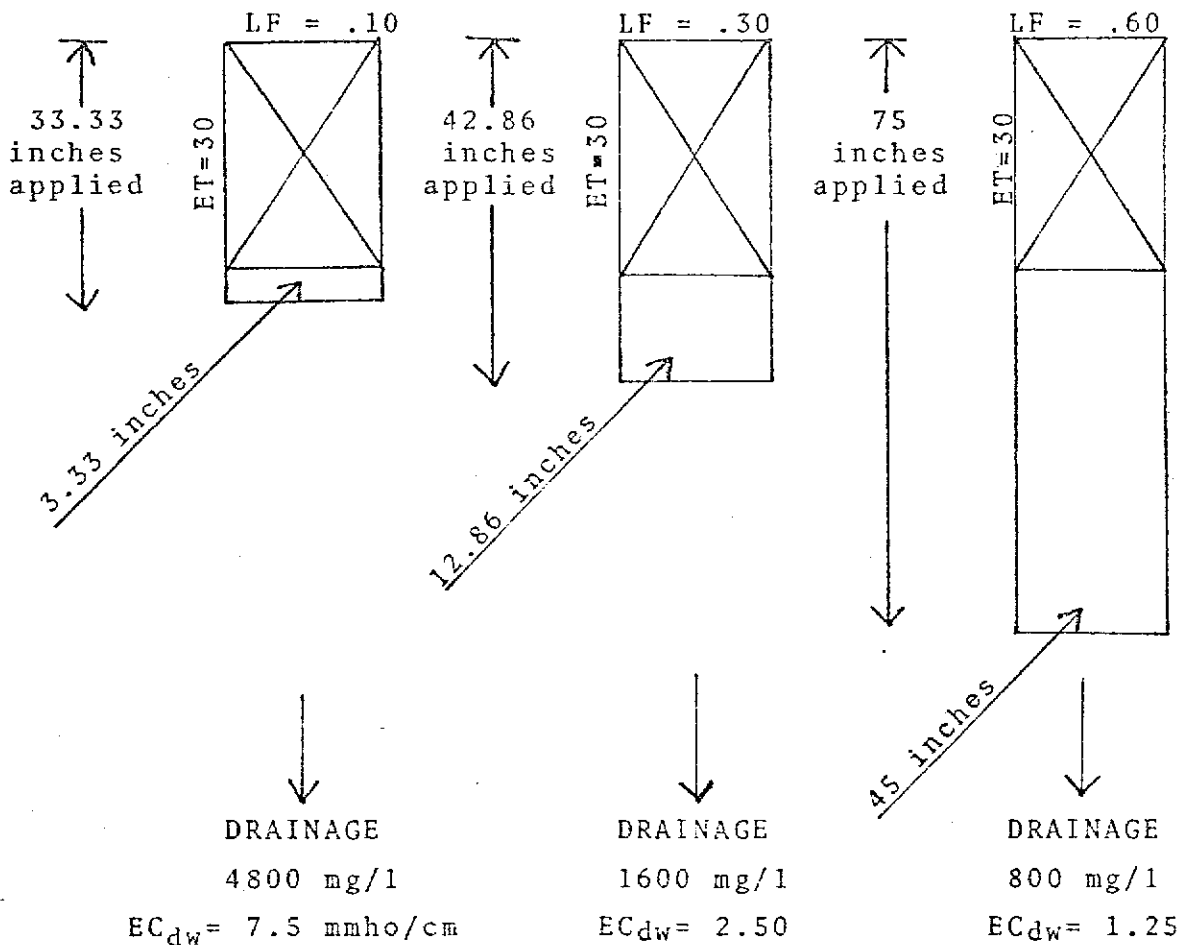 LF = .10
33.33
inches
applied
ET=30
3.33 inches
DRAINAGE
4800 mg/l
ECdw= 7.5 mmho/cm
LF = .30
42.86
inches
applied
ET=30
12.86 inches
DRAINAGE
1600 mg/l
ECdw= 2.50
LF = .60
75
inches
applied
ET=30
45 inches
DRAINAGE
800 mg/l
ECdw= 1.25